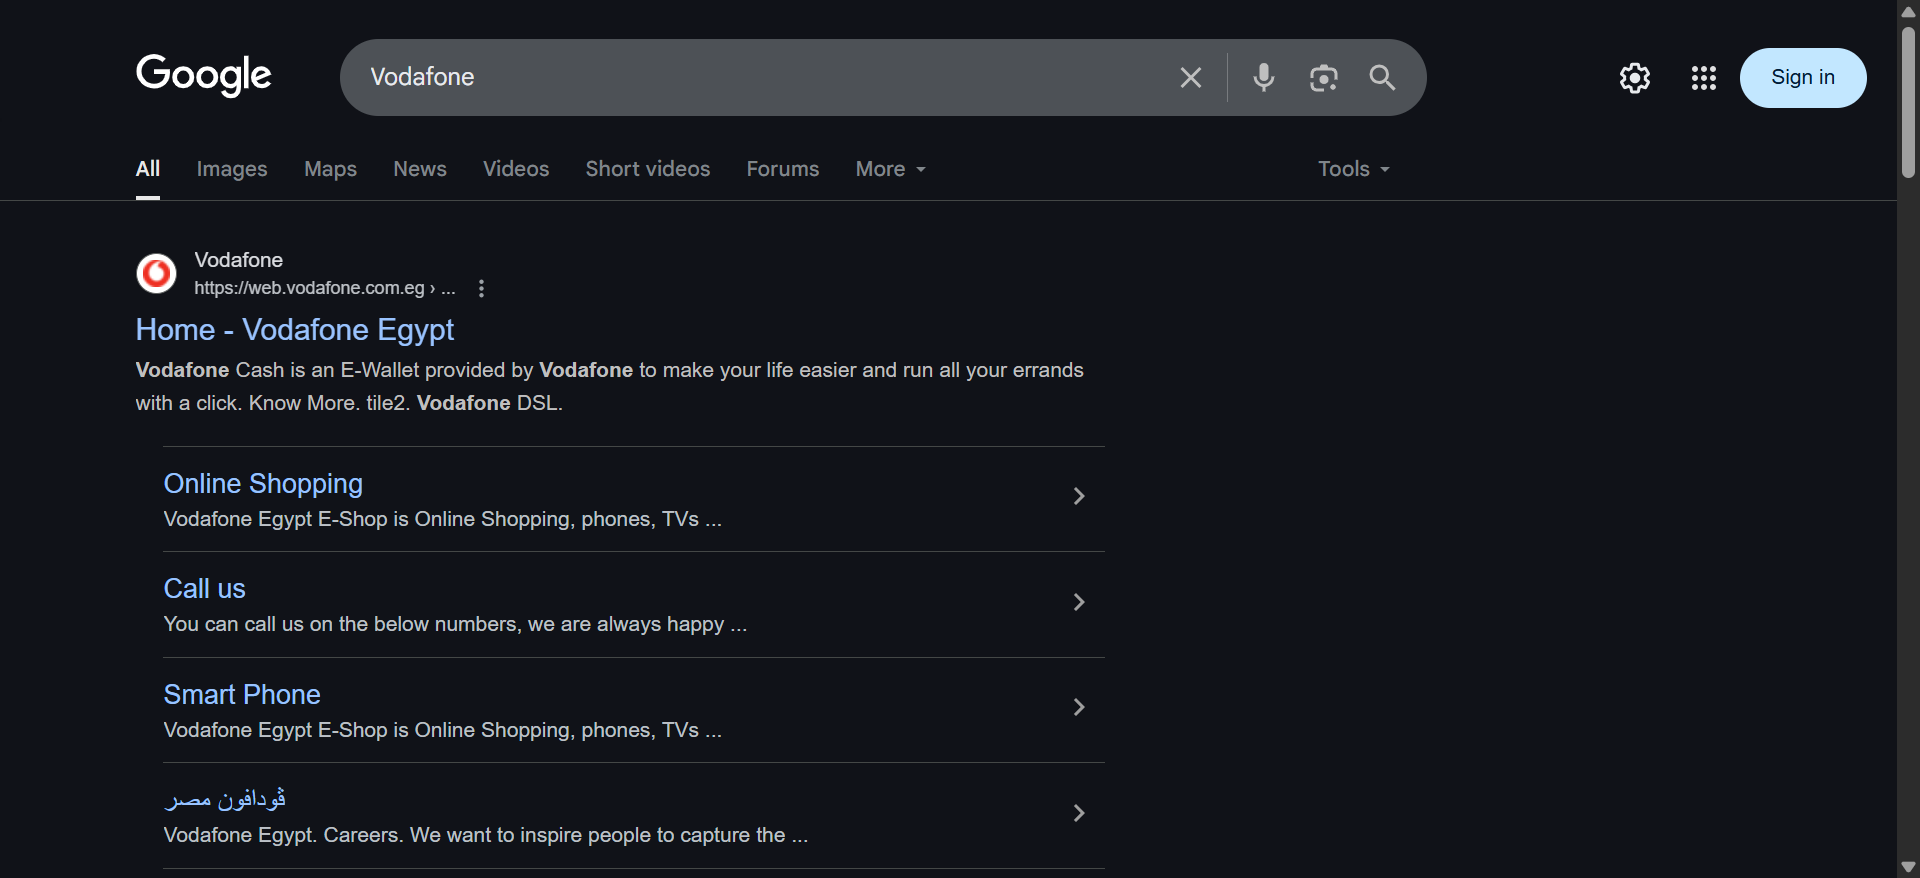 Google
Vodafone
Sign in
All Images Maps News Videos Short videos Forums More Tools
Vodafone
https://web.vodafone.com.eg › ...
Home - Vodafone Egypt
Vodafone Cash is an E-Wallet provided by Vodafone to make your life easier and run all your errands
with a click. Know More. tile2. Vodafone DSL.
Online Shopping
Vodafone Egypt E-Shop is Online Shopping, phones, TVs ...
Call us
You can call us on the below numbers, we are always happy ...
Smart Phone
Vodafone Egypt E-Shop is Online Shopping, phones, TVs ...
ڤودافون مصر
Vodafone Egypt. Careers. We want to inspire people to capture the ...